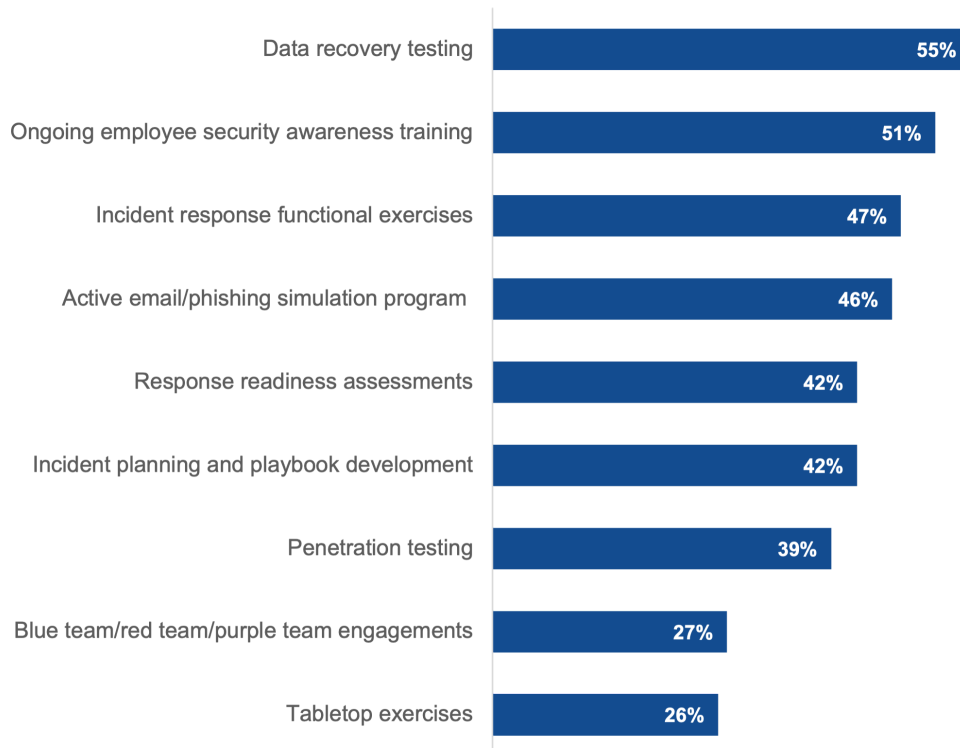 Data recovery testing 55%
Ongoing employee security awareness training 51%
Incident response functional exercises 47%
Active email/phishing simulation program 46%
Response readiness assessments 42%
Incident planning and playbook development 42%
Penetration testing 39%
Blue team/red team/purple team engagements 27%
Tabletop exercises 26%